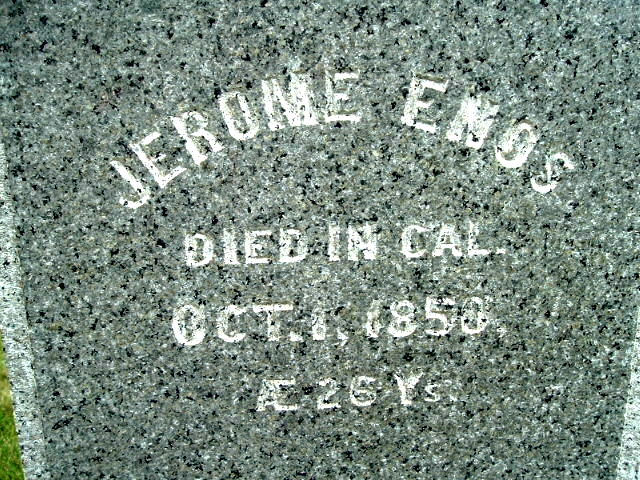 JEROME ENOS
DIED IN CAL.
OCT. 1, 1850,
Æ 26 Ys.